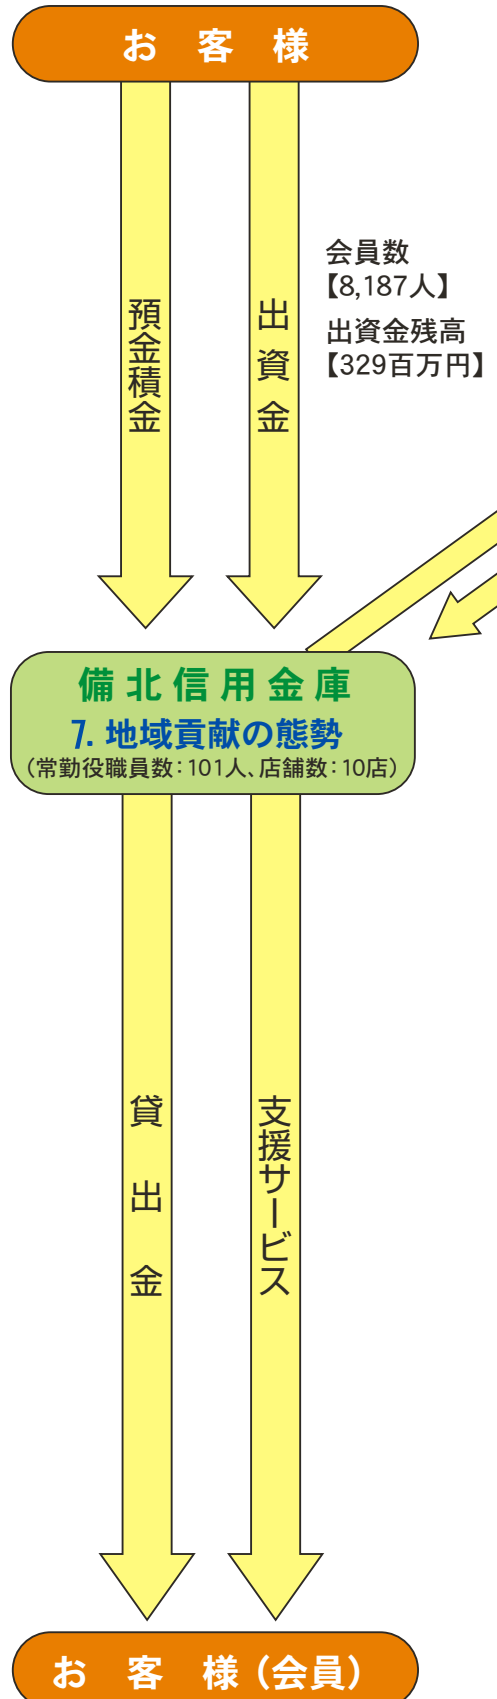 お 客 様
預金積金
出資金
会員数
【8,187人】
出資金残高
【329百万円】
備北信用金庫
7. 地域貢献の態勢
（常勤役職員数：101人、店舗数：10店）
貸出金
支援サービス
お 客 様（会員）